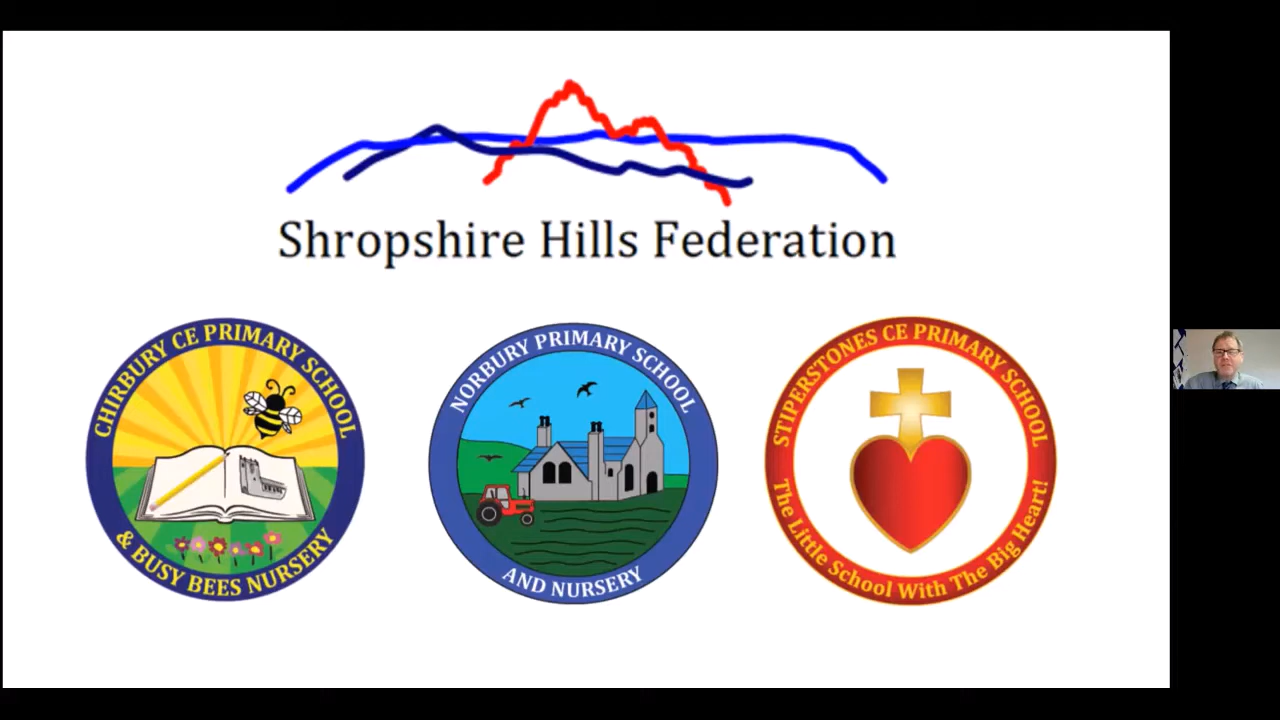 Shropshire Hills Federation
CHIRBURY CE PRIMARY SCHOOL
& BUSY BEES NURSERY
NORBURY PRIMARY SCHOOL
AND NURSERY
STIPERSTONES CE PRIMARY SCHOOL
The Little School With The Big Heart!